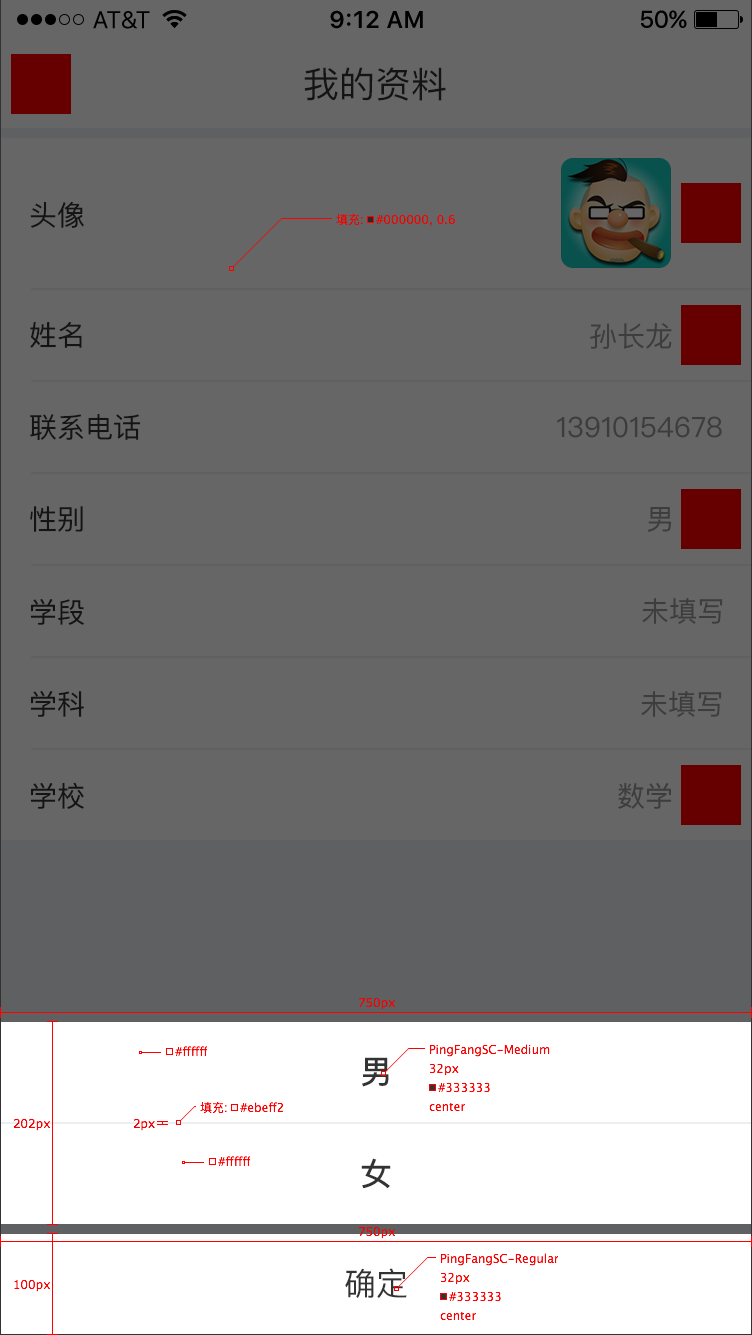 AT&T 9:12 AM 50%
我的资料
头像
填充: #000000, 0.6
姓名 孙长龙
联系电话 13910154678
性别 男
学段 未填写
学科 未填写
学校 数学
750px
#ffffff
男
PingFangSC-Medium
32px
#333333
center
填充: #ebeff2
202px
2px
#ffffff
女
750px
确定
PingFangSC-Regular
32px
100px
#333333
center